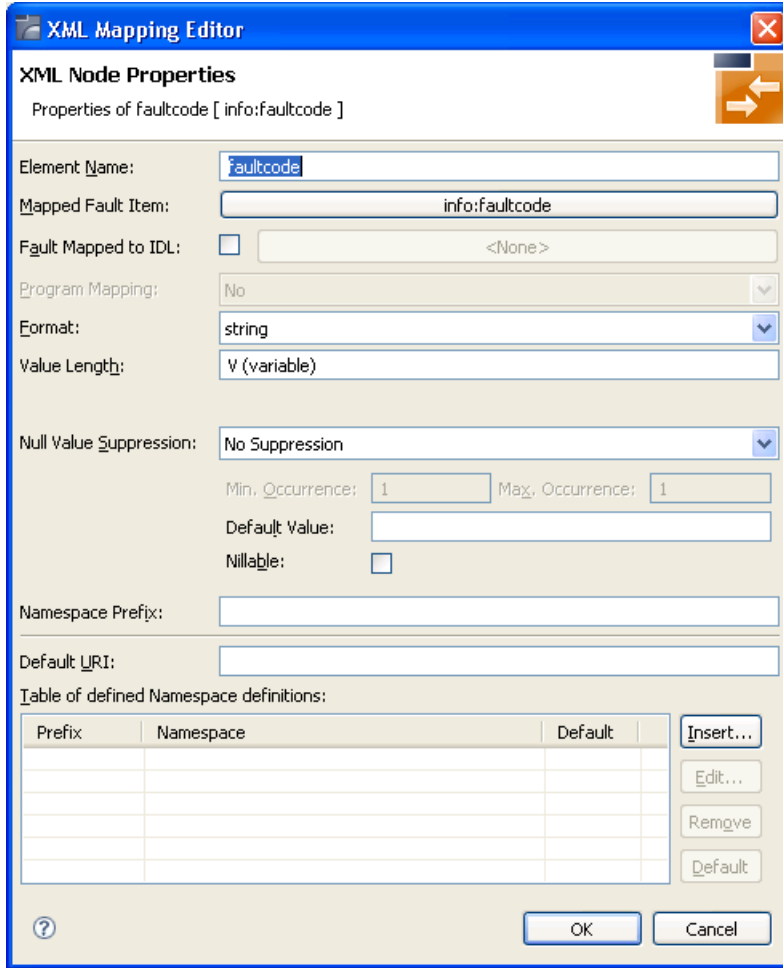 XML Mapping Editor
XML Node Properties
Properties of faultcode [ info:faultcode ]
Element Name: faultcode
Mapped Fault Item: info:faultcode
Fault Mapped to IDL: <None>
Program Mapping: No
Format: string
Value Length: V (variable)
Null Value Suppression: No Suppression
Min. Occurrence: 1 Max. Occurrence: 1
Default Value:
Nillable:
Namespace Prefix:
Default URI:
Table of defined Namespace definitions:
Prefix Namespace Default Insert...
Edit...
Remove
Default
? OK Cancel